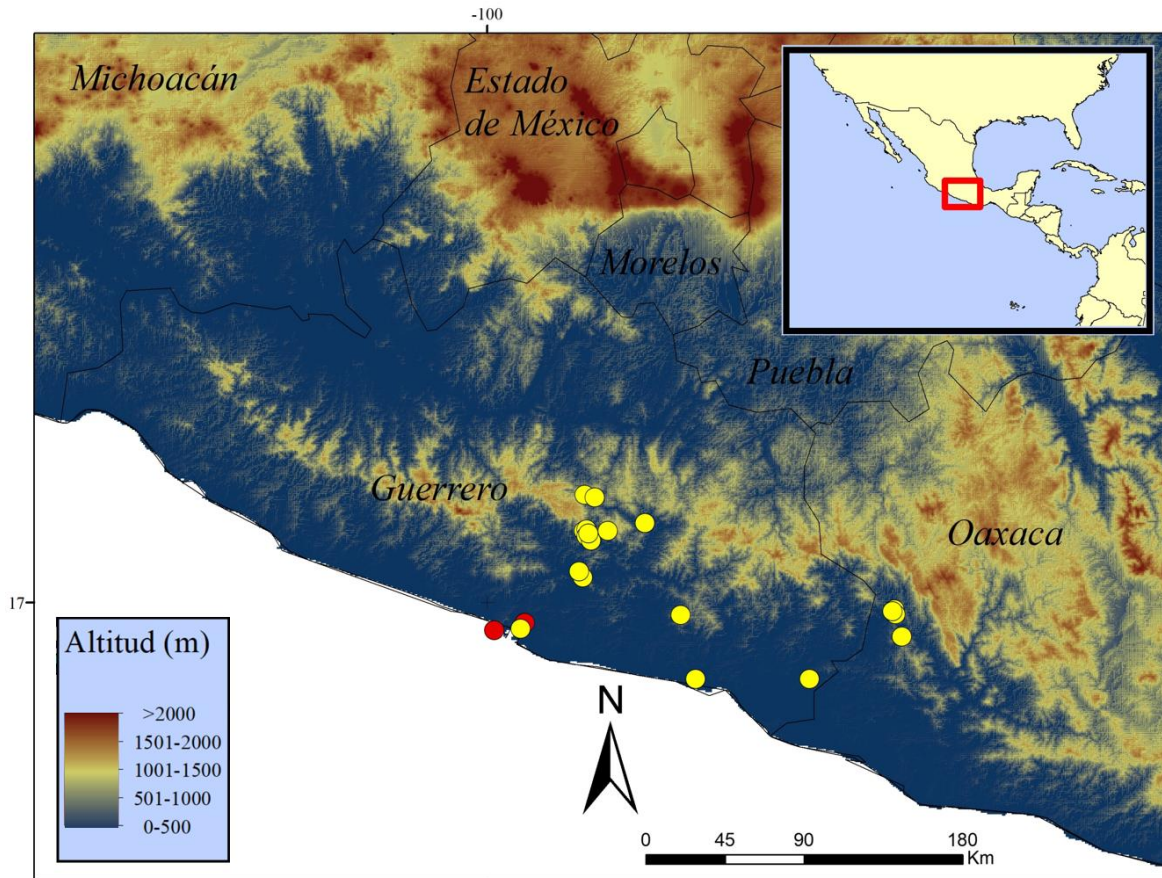 -100
Michoacán
Estado
de México
Morelos
Puebla
Guerrero
Oaxaca
17
Altitud (m)
>2000
1501-2000
1001-1500
501-1000
0-500
N
0 45 90 180
Km